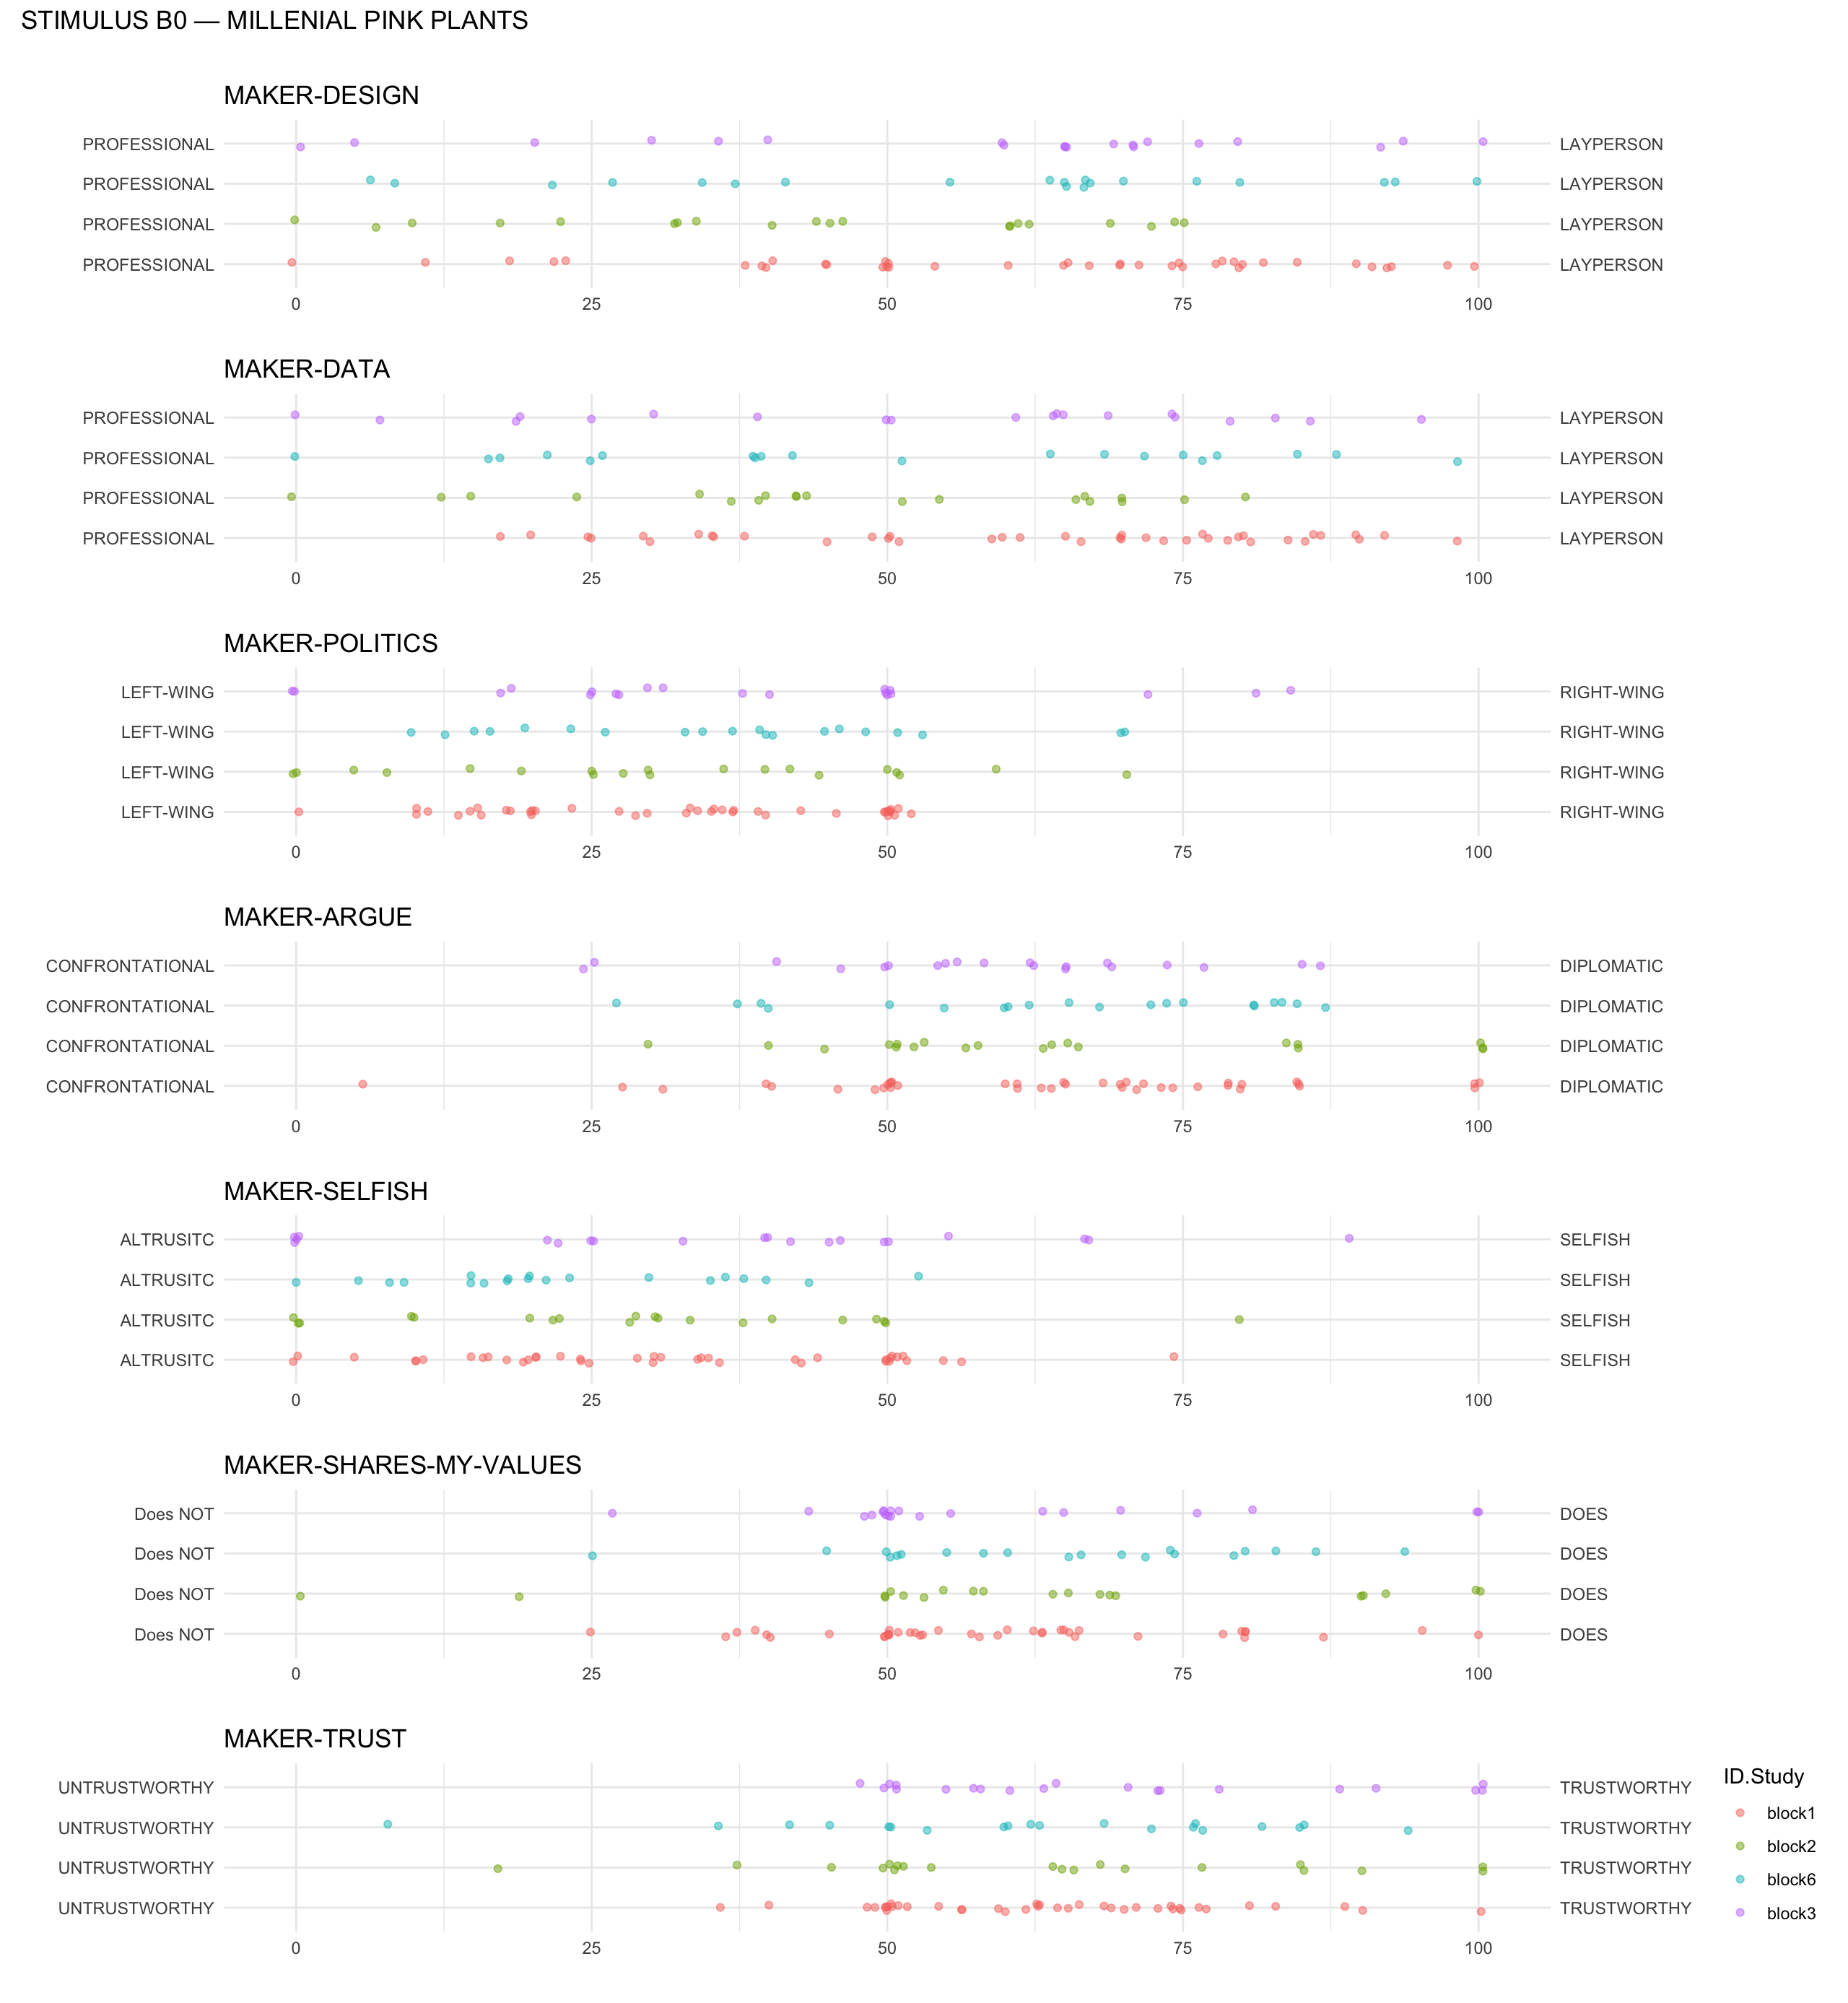 STIMULUS B0 — MILLENIAL PINK PLANTS
MAKER-DESIGN
PROFESSIONAL LAYPERSON
PROFESSIONAL LAYPERSON
PROFESSIONAL LAYPERSON
PROFESSIONAL LAYPERSON
0 25 50 75 100
MAKER-DATA
PROFESSIONAL LAYPERSON
PROFESSIONAL LAYPERSON
PROFESSIONAL LAYPERSON
PROFESSIONAL LAYPERSON
0 25 50 75 100
MAKER-POLITICS
LEFT-WING RIGHT-WING
LEFT-WING RIGHT-WING
LEFT-WING RIGHT-WING
LEFT-WING RIGHT-WING
0 25 50 75 100
MAKER-ARGUE
CONFRONTATIONAL DIPLOMATIC
CONFRONTATIONAL DIPLOMATIC
CONFRONTATIONAL DIPLOMATIC
CONFRONTATIONAL DIPLOMATIC
0 25 50 75 100
MAKER-SELFISH
ALTRUSITC SELFISH
ALTRUSITC SELFISH
ALTRUSITC SELFISH
ALTRUSITC SELFISH
0 25 50 75 100
MAKER-SHARES-MY-VALUES
Does NOT DOES
Does NOT DOES
Does NOT DOES
Does NOT DOES
0 25 50 75 100
MAKER-TRUST
UNTRUSTWORTHY TRUSTWORTHY
UNTRUSTWORTHY TRUSTWORTHY
UNTRUSTWORTHY TRUSTWORTHY
UNTRUSTWORTHY TRUSTWORTHY
0 25 50 75 100
ID.Study
block1
block2
block6
block3